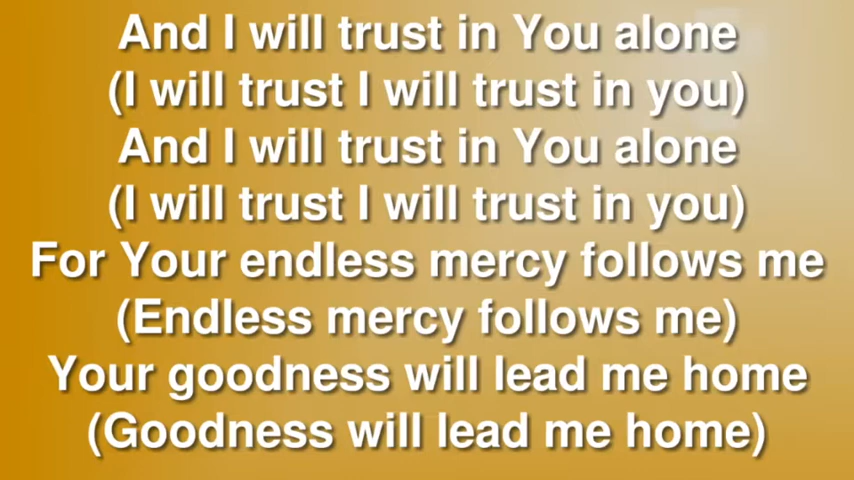 And I will trust in You alone
(I will trust I will trust in you)
And I will trust in You alone
(I will trust I will trust in you)
For Your endless mercy follows me
(Endless mercy follows me)
Your goodness will lead me home
(Goodness will lead me home)